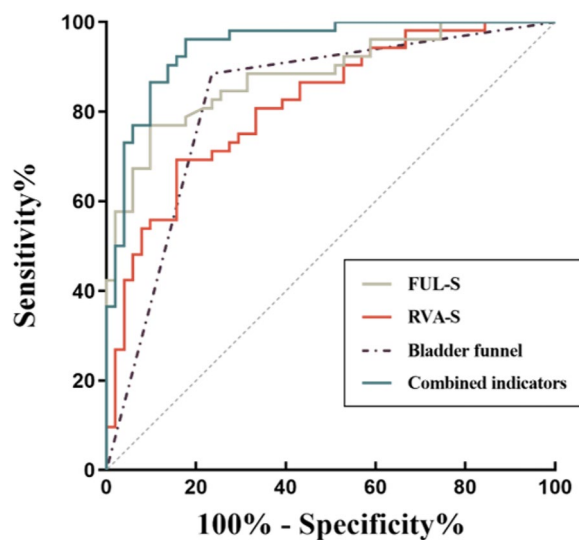 100
80
60
40
20
0
Sensitivity%
FUL-S
RVA-S
Bladder funnel
Combined indicators
0 20 40 60 80 100
100% - Specificity%